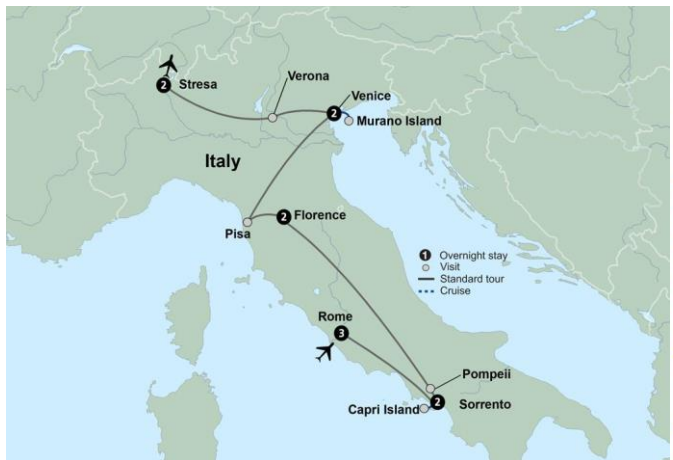 2
Stresa
Verona
2
Venice
Murano Island
Italy
2
Florence
Pisa
1 Overnight stay
Visit
Standard tour
Cruise
Rome
3
Pompeii
Capri Island
2
Sorrento